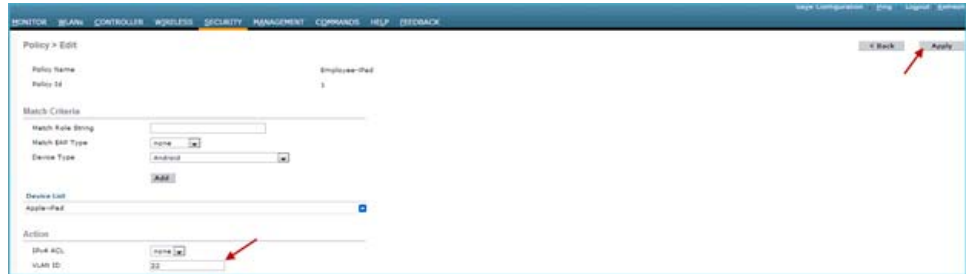 Save Configuration Ping Logout Refresh
MONITOR WLANs CONTROLLER WIRELESS SECURITY MANAGEMENT COMMANDS HELP FEEDBACK
Policy > Edit
< Back Apply
Policy Name Employee-iPad
Policy Id
Match Criteria
Match Role String
Match EAP Type none
Device Type Android
Add
Device List
Apple-iPad
Action
IPv4 ACL none
VLAN ID 22